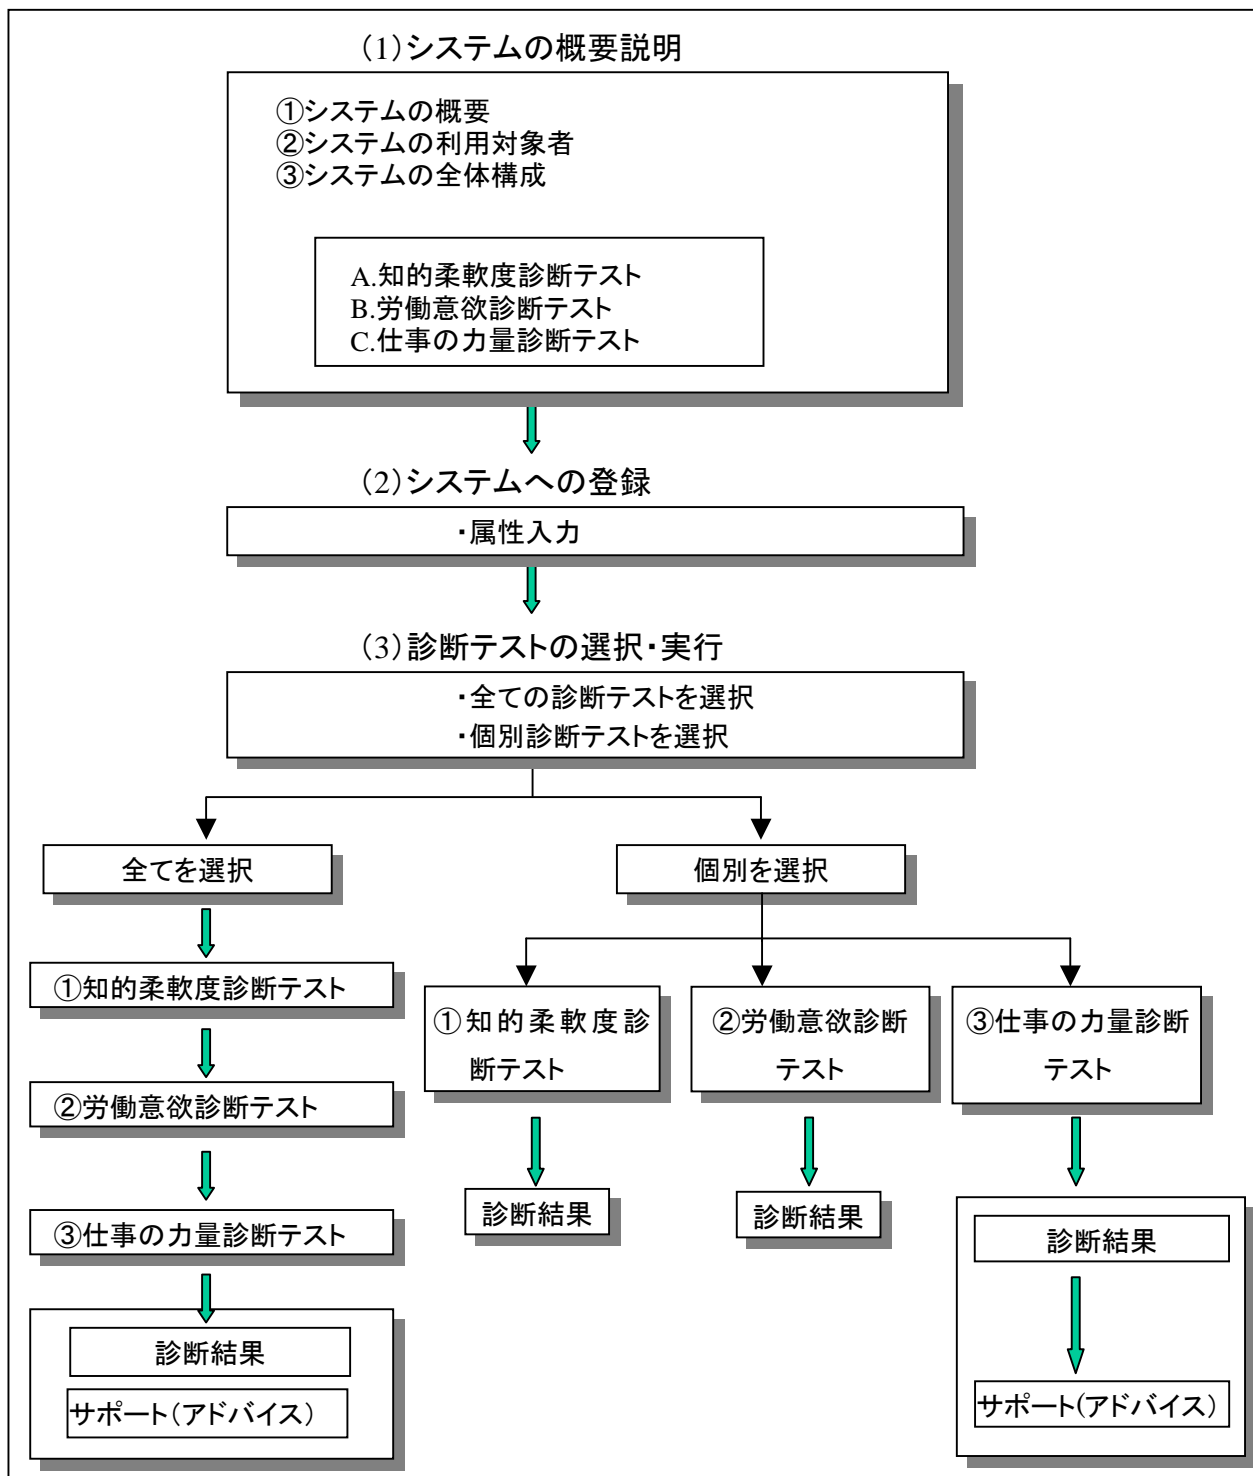 （1）システムの概要説明
①システムの概要
②システムの利用対象者
③システムの全体構成
A.知的柔軟度診断テスト
B.労働意欲診断テスト
C.仕事の力量診断テスト
（2）システムへの登録
・属性入力
（3）診断テストの選択・実行
・全ての診断テストを選択
・個別診断テストを選択
全てを選択
①知的柔軟度診断テスト
②労働意欲診断テスト
③仕事の力量診断テスト
診断結果
サポート（アドバイス）
個別を選択
①知的柔軟度診
断テスト
診断結果
②労働意欲診断
テスト
診断結果
③仕事の力量診断
テスト
診断結果
サポート(アドバイス）